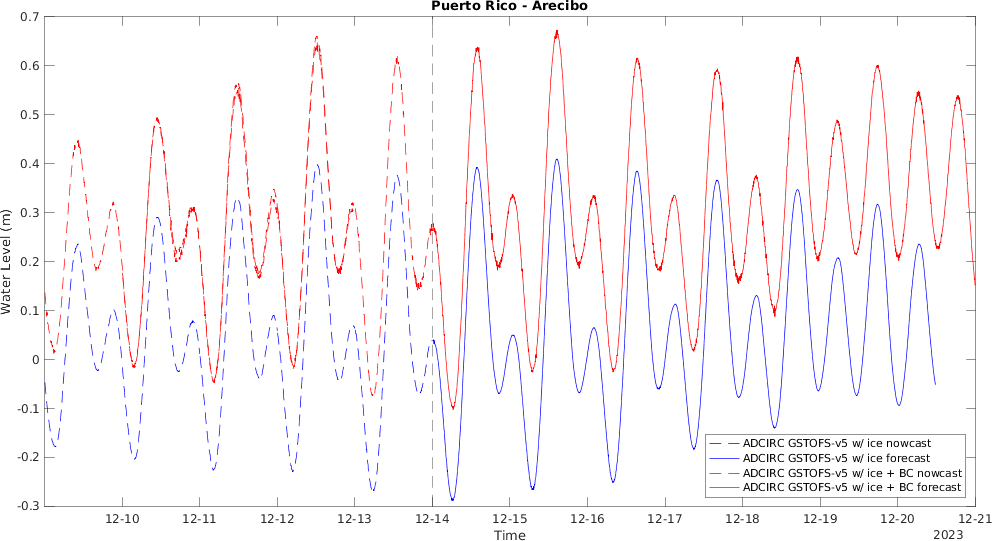 Puerto Rico - Arecibo
0.7
0.6
0.5
0.4
0.3
0.2
0.1
0
-0.1
-0.2
-0.3
Water Level (m)
ADCIRC GSTOFS-v5 w/ ice nowcast
ADCIRC GSTOFS-v5 w/ ice forecast
ADCIRC GSTOFS-v5 w/ ice + BC nowcast
ADCIRC GSTOFS-v5 w/ ice + BC forecast
12-10 12-11 12-12 12-13 12-14 12-15 12-16 12-17 12-18 12-19 12-20 12-21
Time
2023